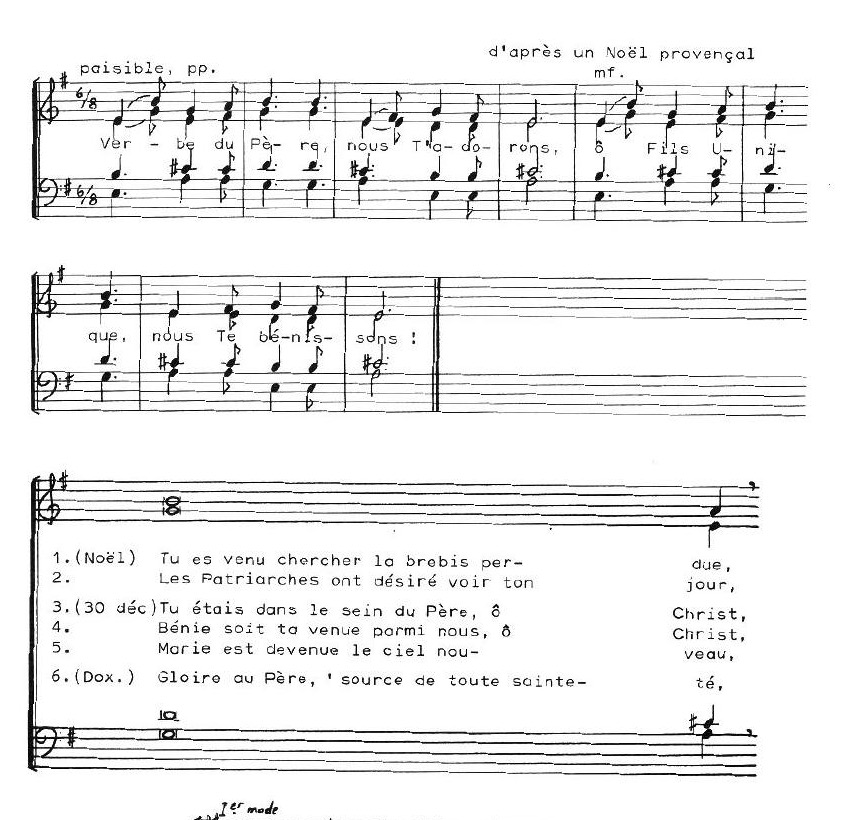 d'après un Noël provençal
paisible, pp.
mf.
6/8
Ver - be du Pè- re, nous T'a-do- rons, ô Fils U- ni-
6/8
que, nous Te bé-nis- sons !
1.(Noël) Tu es venu chercher la brebis per- due,
2. Les Patriarches ont désiré voir ton jour,
3.(30 déc)Tu étais dans le sein du Père, ô Christ,
4. Bénie soit ta venue parmi nous, ô Christ,
5. Marie est devenue le ciel nou- veau,
6.(Dox.) Gloire au Père, ' source de toute sainte- té,
1er mode